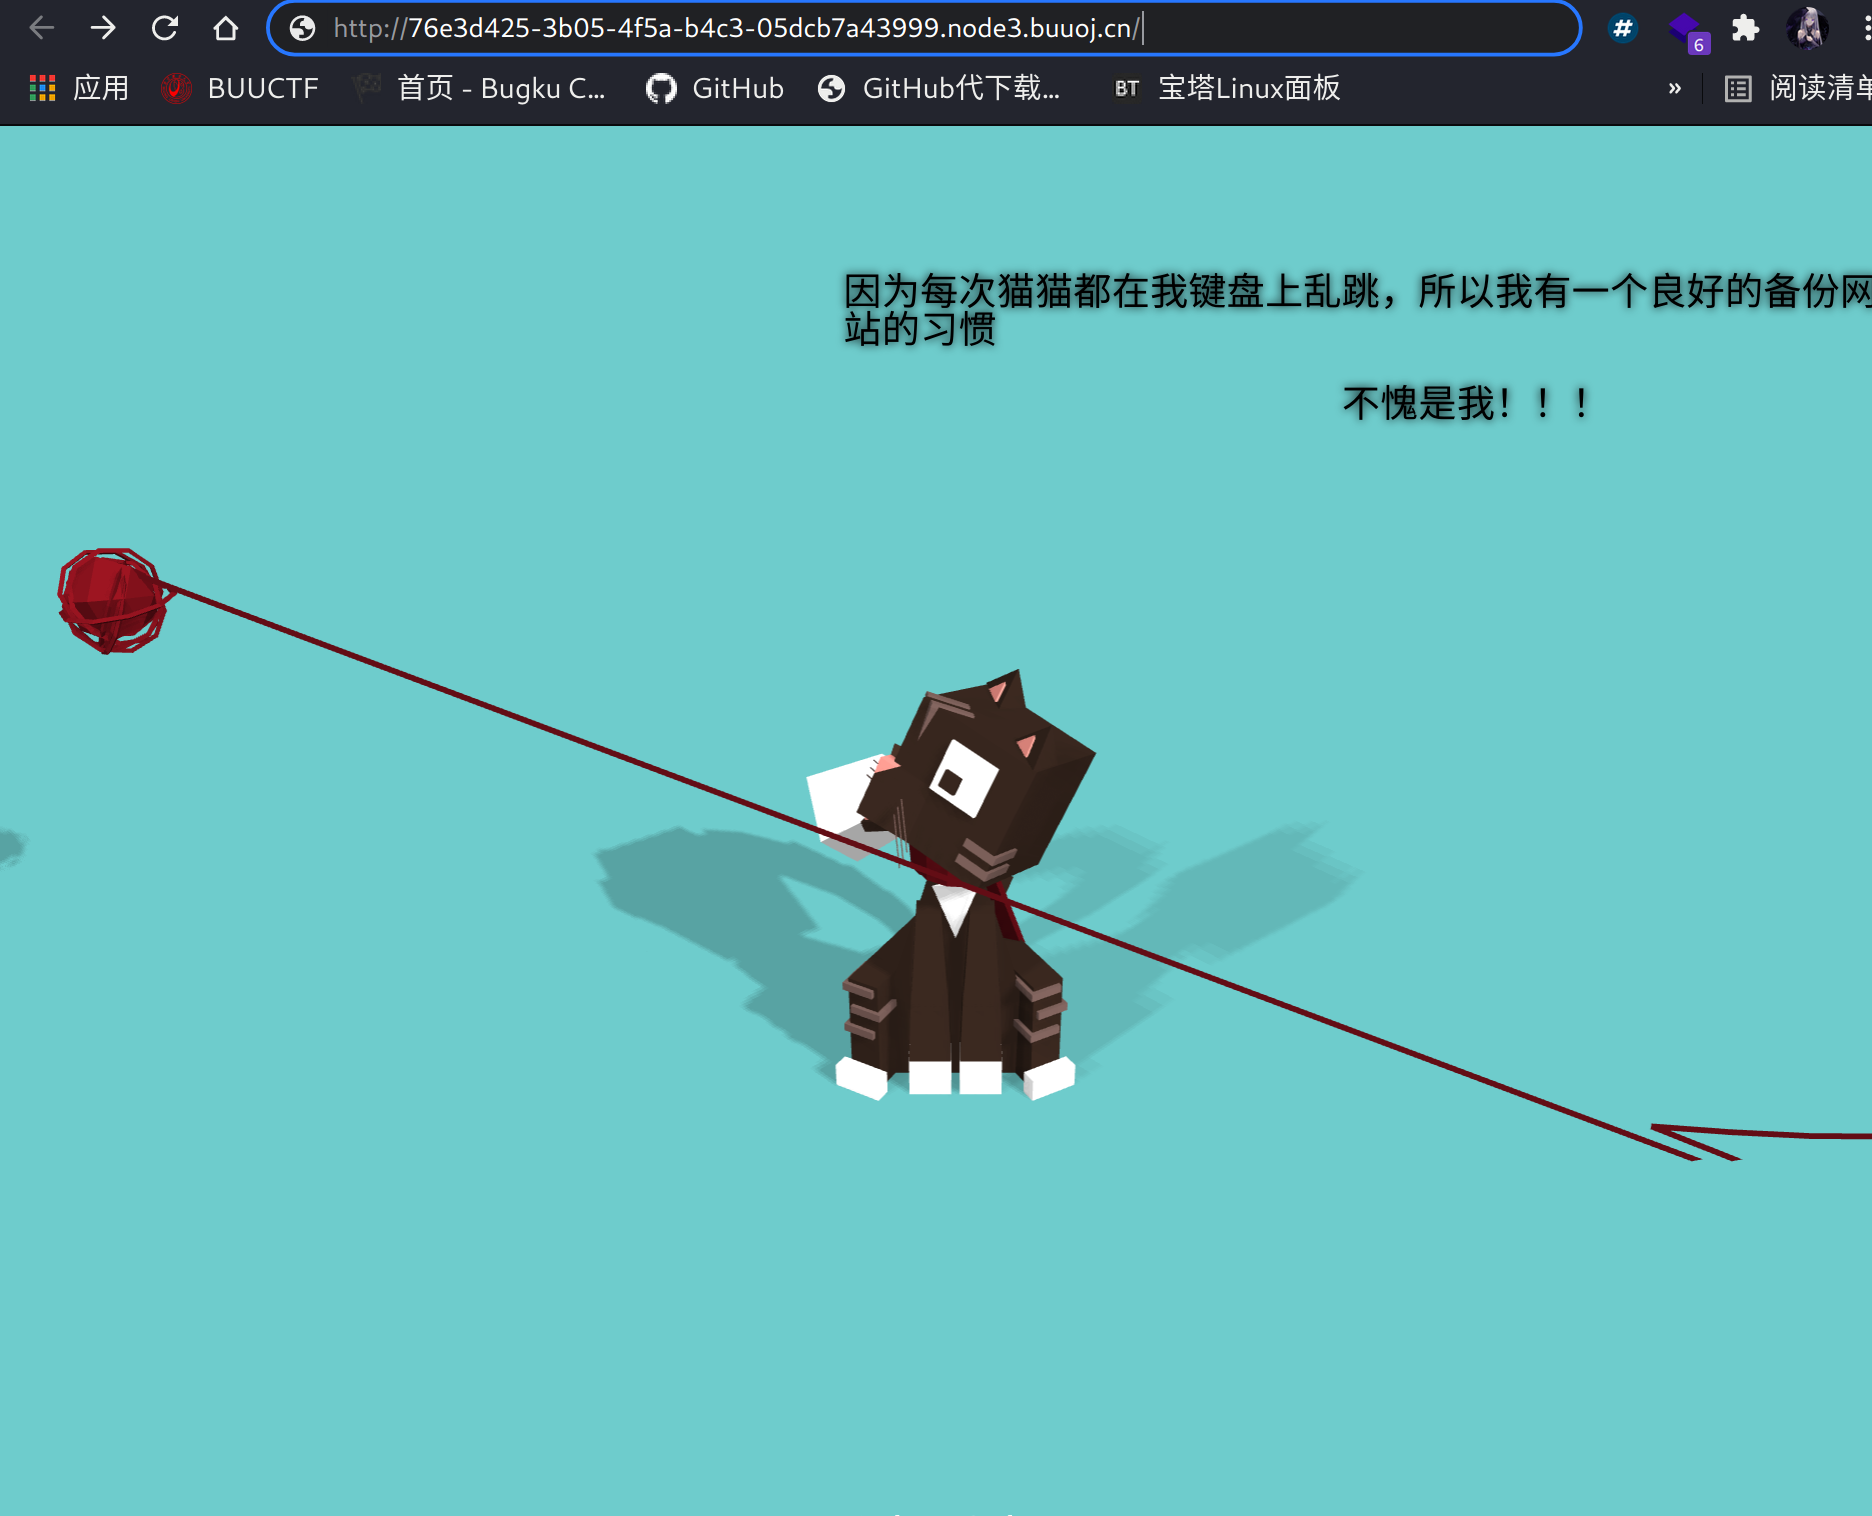 http://76e3d425-3b05-4f5a-b4c3-05dcb7a43999.node3.buuoj.cn/
6
应用 BUUCTF 首页 - Bugku C... GitHub GitHub代下载... BT 宝塔Linux面板 » 阅读清单
因为每次猫猫都在我键盘上乱跳，所以我有一个良好的备份网
站的习惯
不愧是我！！！